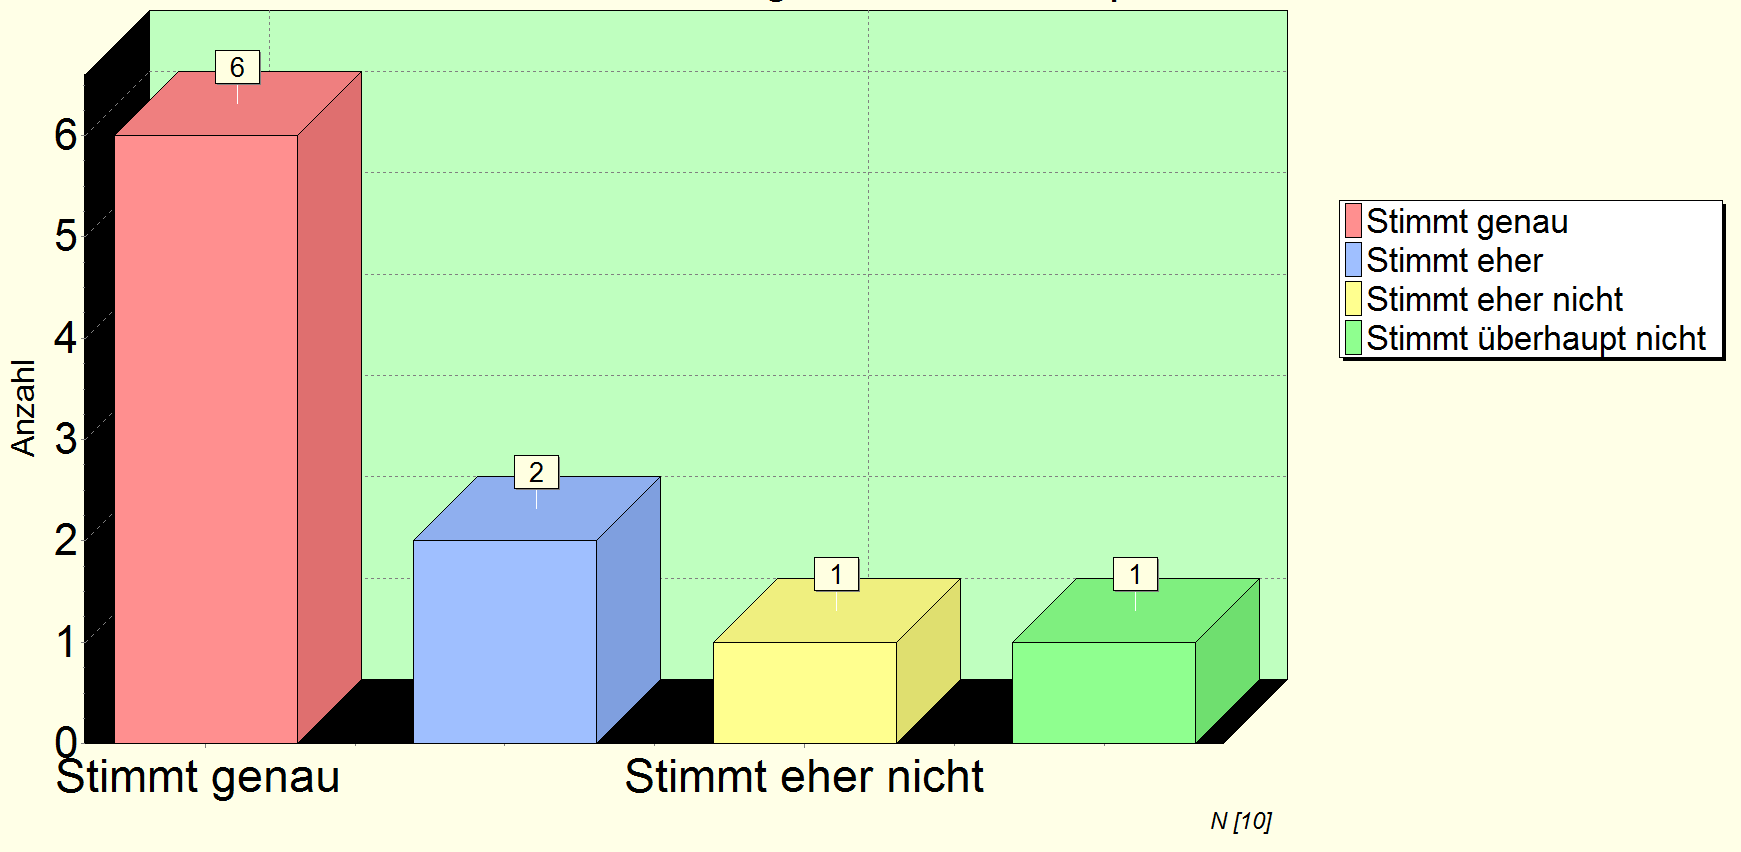 6
2
1
1
6
5
4
3
2
1
0
Anzahl
Stimmt genau
Stimmt eher nicht
N [10]
Stimmt genau
Stimmt eher
Stimmt eher nicht
Stimmt überhaupt nicht